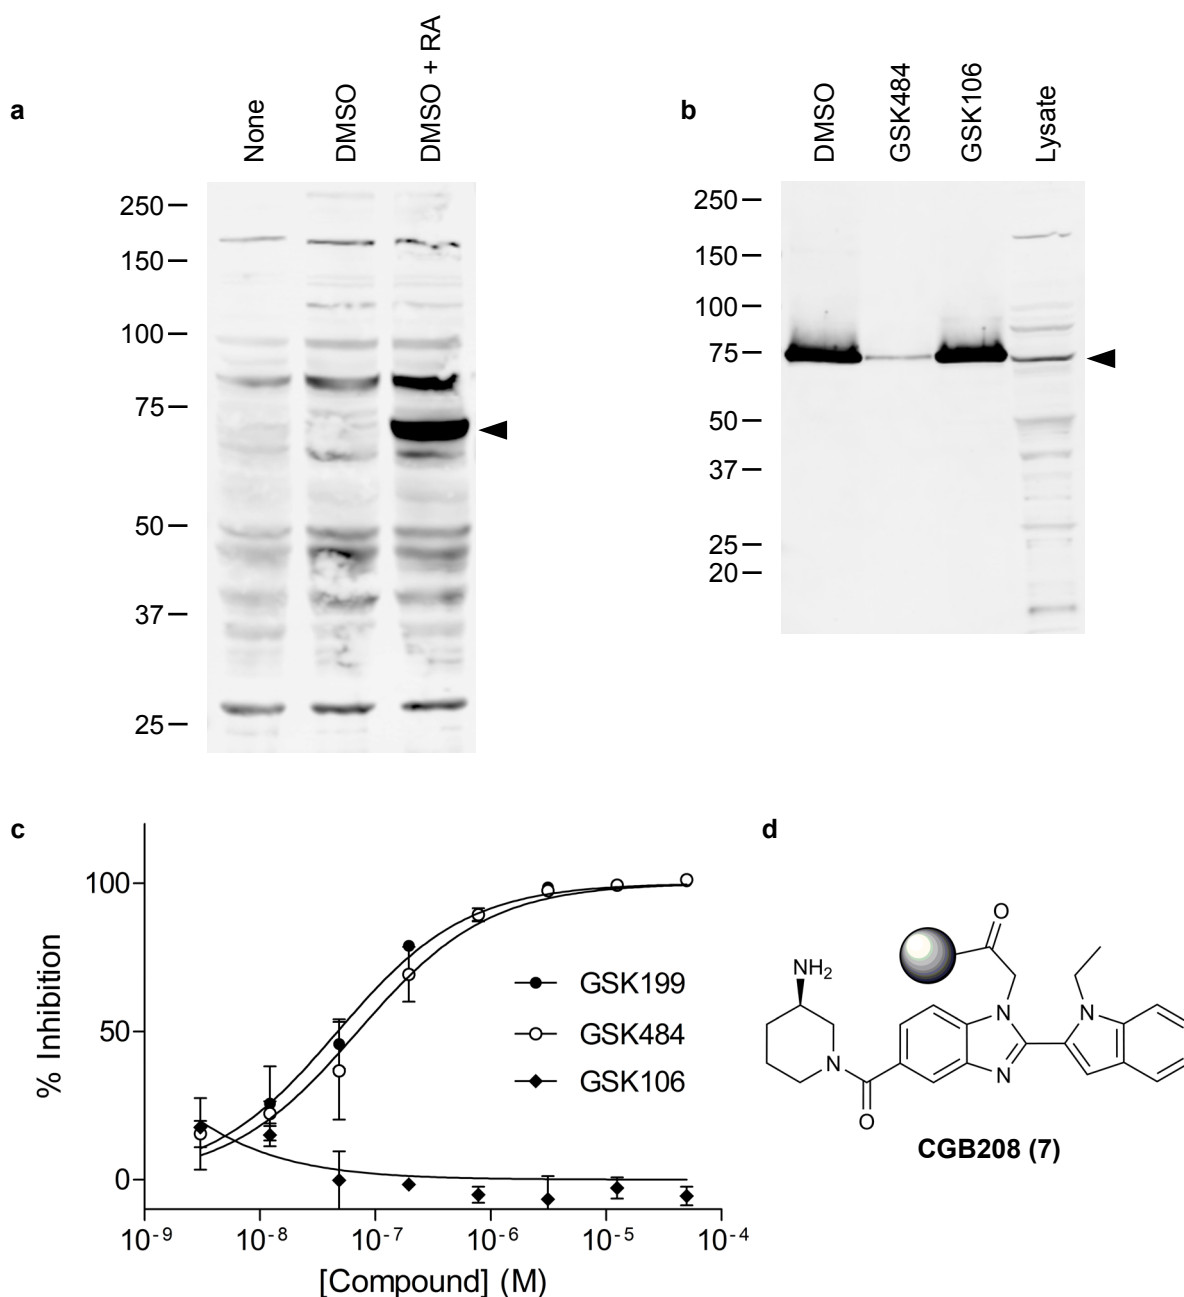 a
None
DMSO
DMSO + RA
250
150
100
75
50
37
25
b
DMSO
GSK484
GSK106
Lysate
250
150
100
75
50
37
25
20
c
% Inhibition
100
50
0
GSK199
GSK484
GSK106
10-9
10-8
10-7
10-6
10-5
10-4
[Compound] (M)
d
O
NH2
N
N
N
N
O
CGB208 (7)